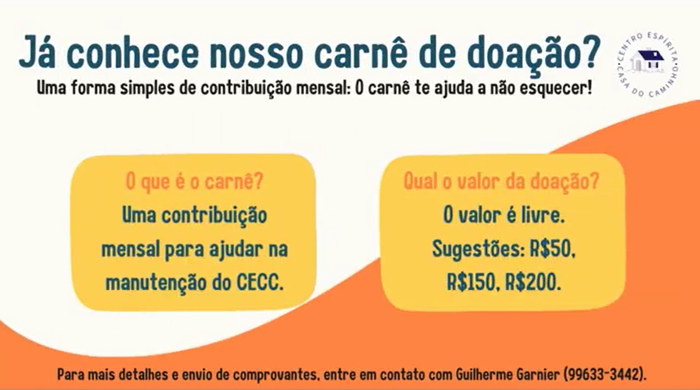 Já conhece nosso carnê de doação?
Uma forma simples de contribuição mensal: O carnê te ajuda a não esquecer!
CENTRO ESPÍRITA
CASA DO CAMINHO
O que é o carnê?
Uma contribuição
mensal para ajudar na
manutenção do CECC.
Qual o valor da doação?
O valor é livre.
Sugestões: R$50,
R$150, R$200.
Para mais detalhes e envio de comprovantes, entre em contato com Guilherme Garnier (99633-3442).